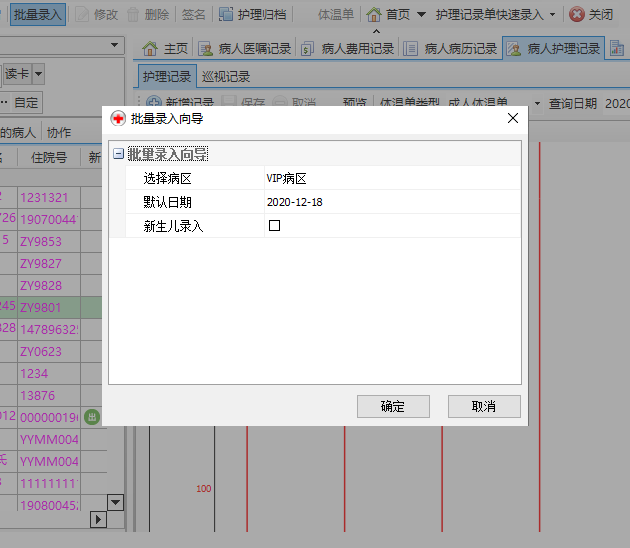 批量录入 修改 删除 签名 护理归档 体温单 首页 护理记录单快速录入 关闭
主页 病人医嘱记录 病人费用记录 病人病历记录 病人护理记录
读卡
护理记录 巡视记录
自定
新增记录 保存 取消 预览 体温单类型 成人体温单 查询日期 2020
的病人 协作
住院号 新
批量录入向导
批量录入向导
选择病区 VIP病区
默认日期 2020-12-18
新生儿录入
确定 取消
1231321
726 19070044
5 ZY9853
ZY9827
ZY9828
245 ZY9801
828 14789632
ZY0623
1234
13876
012 00000019 出
YYMM004
氏 YYMM004
11111111
19080045
100